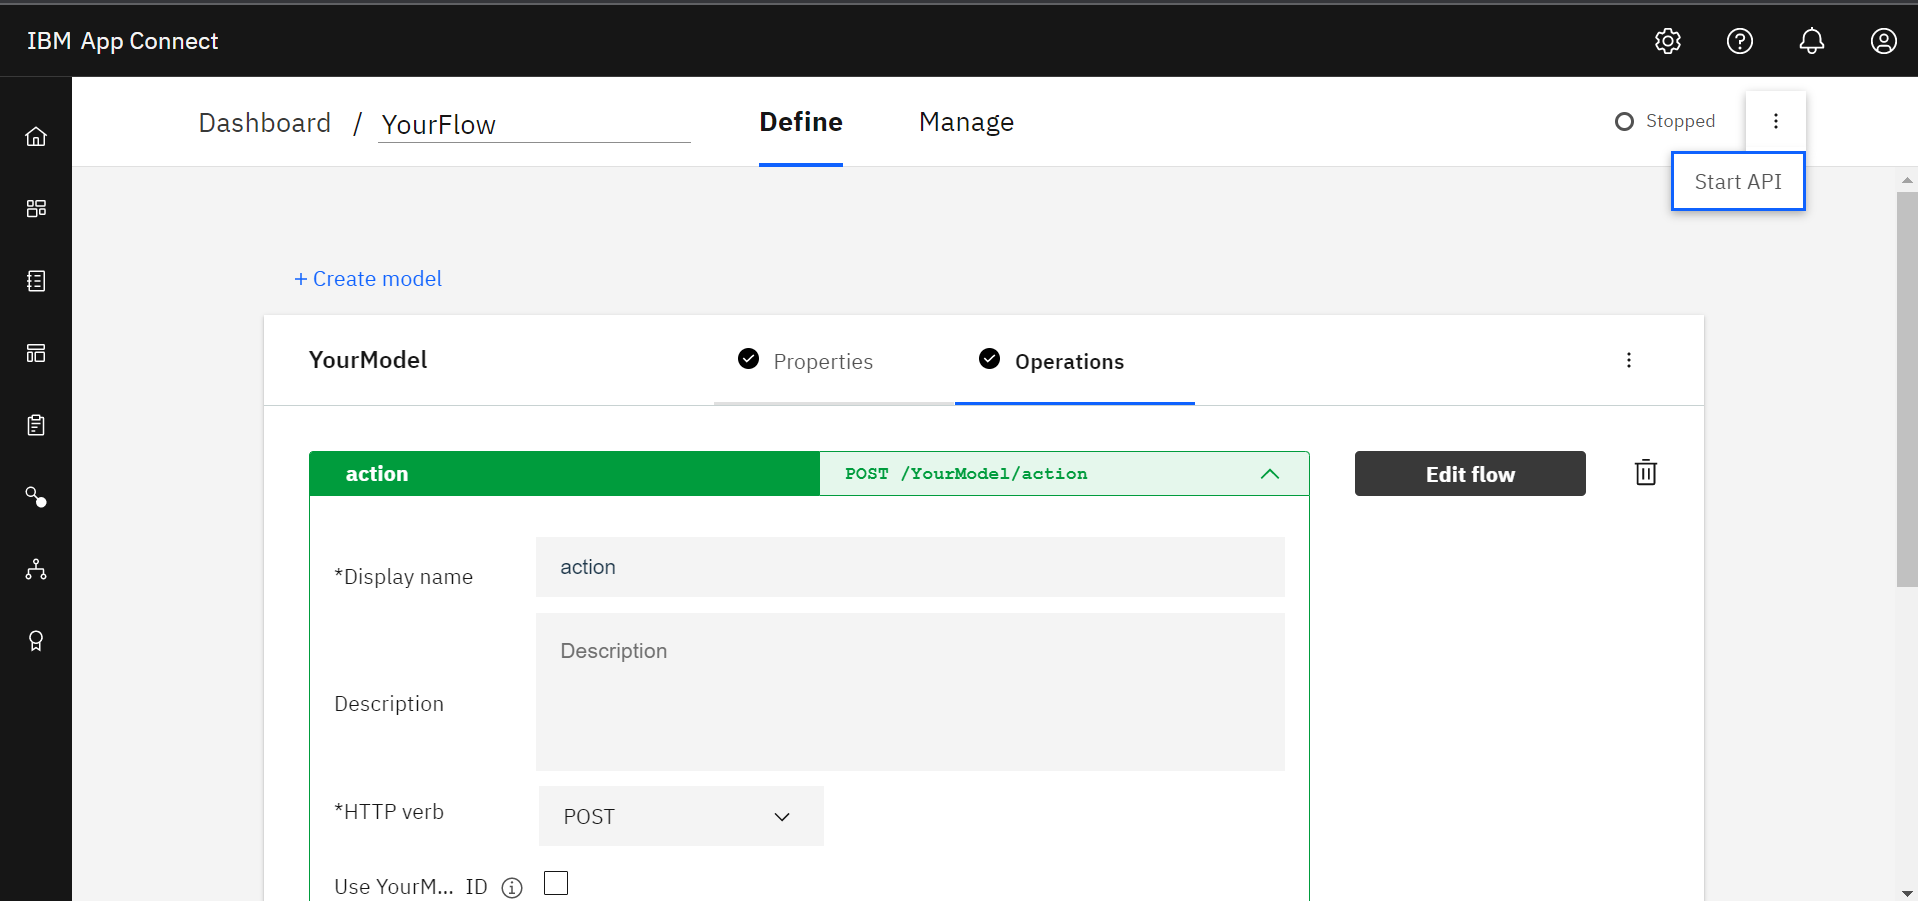 IBM App Connect
Dashboard / YourFlow
Define
Manage
Stopped
Start API
+ Create model
YourModel
Properties
Operations
action
POST /YourModel/action
Edit flow
*Display name
action
Description
Description
*HTTP verb
POST
Use YourM... ID